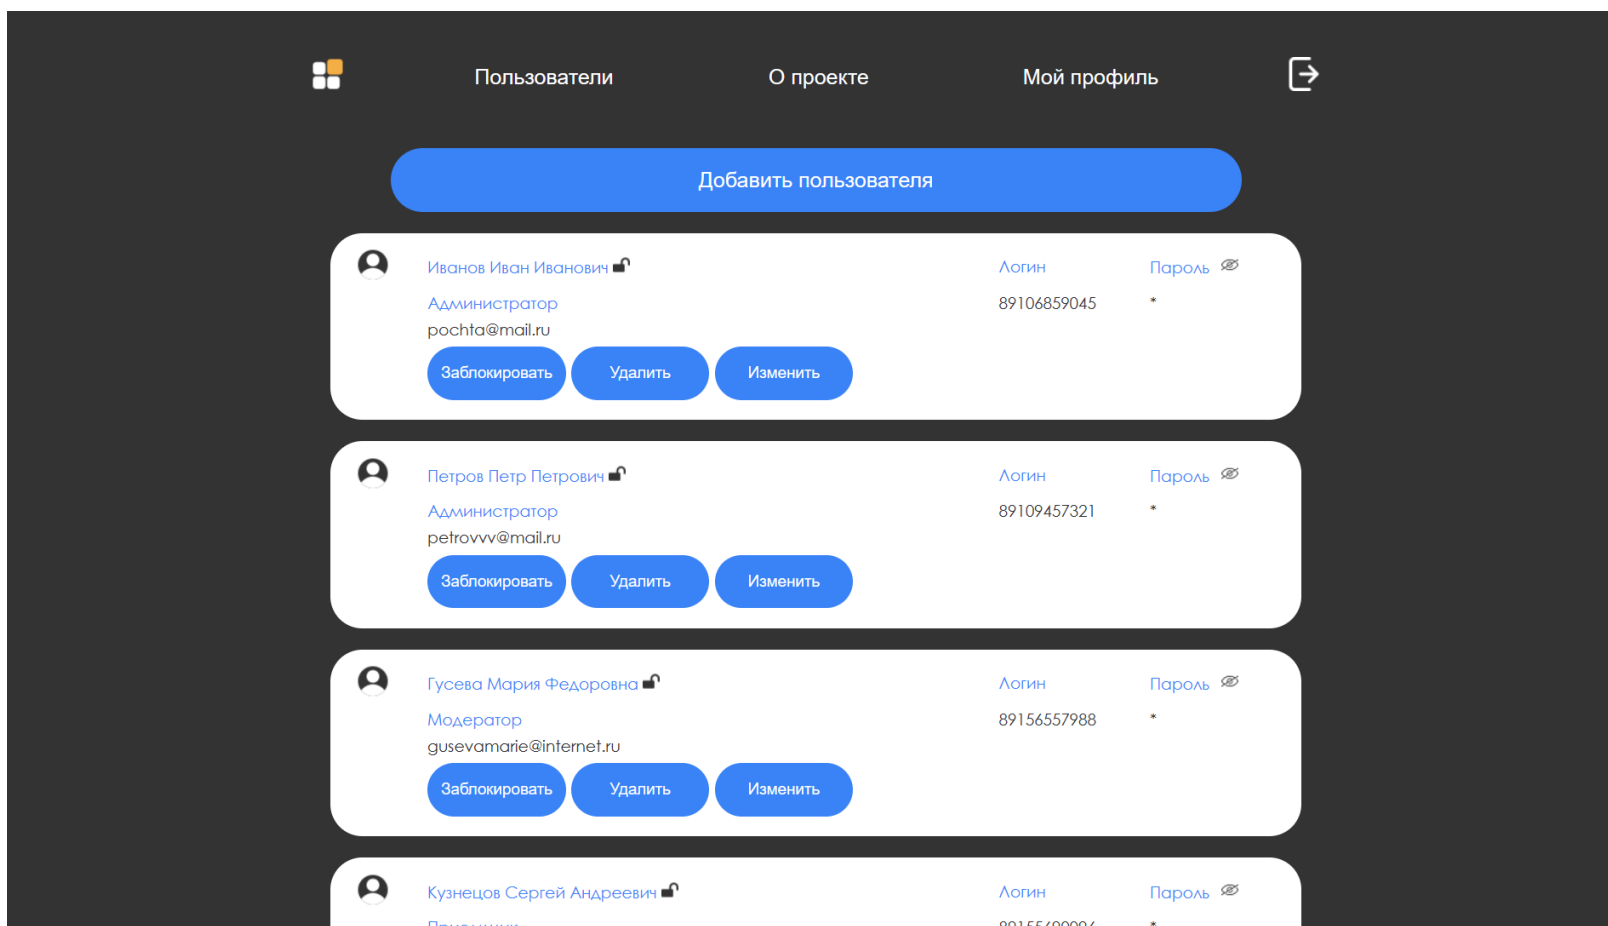 Пользователи О проекте Мой профиль
Добавить пользователя
Иванов Иван Иванович Логин Пароль
Администратор 89106859045 *
pochta@mail.ru
Заблокировать Удалить Изменить
Петров Петр Петрович Логин Пароль
Администратор 89109457321 *
petrovvv@mail.ru
Заблокировать Удалить Изменить
Гусева Мария Федоровна Логин Пароль
Модератор 89156557988 *
gusevamarie@internet.ru
Заблокировать Удалить Изменить
Кузнецов Сергей Андреевич Логин Пароль